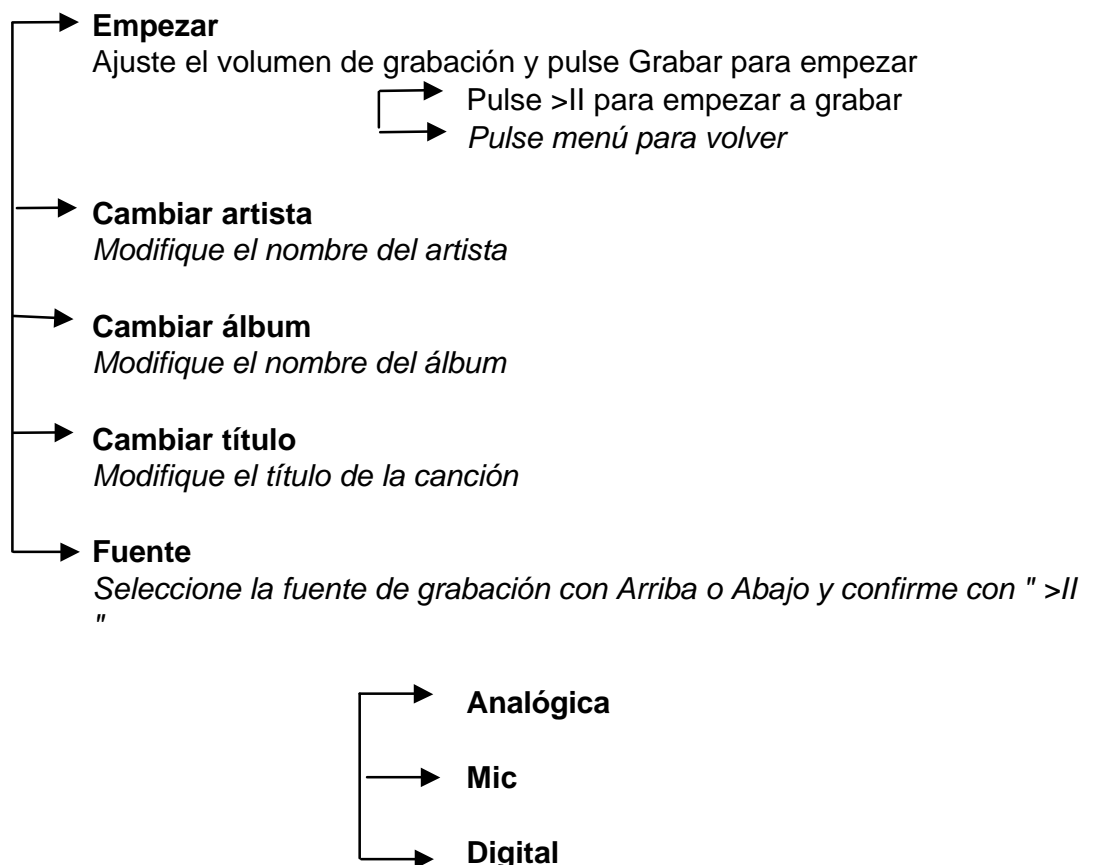 Empezar
Ajuste el volumen de grabación y pulse Grabar para empezar
Pulse >II para empezar a grabar
Pulse menú para volver
Cambiar artista
Modifique el nombre del artista
Cambiar álbum
Modifique el nombre del álbum
Cambiar título
Modifique el título de la canción
Fuente
Seleccione la fuente de grabación con Arriba o Abajo y confirme con " >II
"
Analógica
Mic
Digital